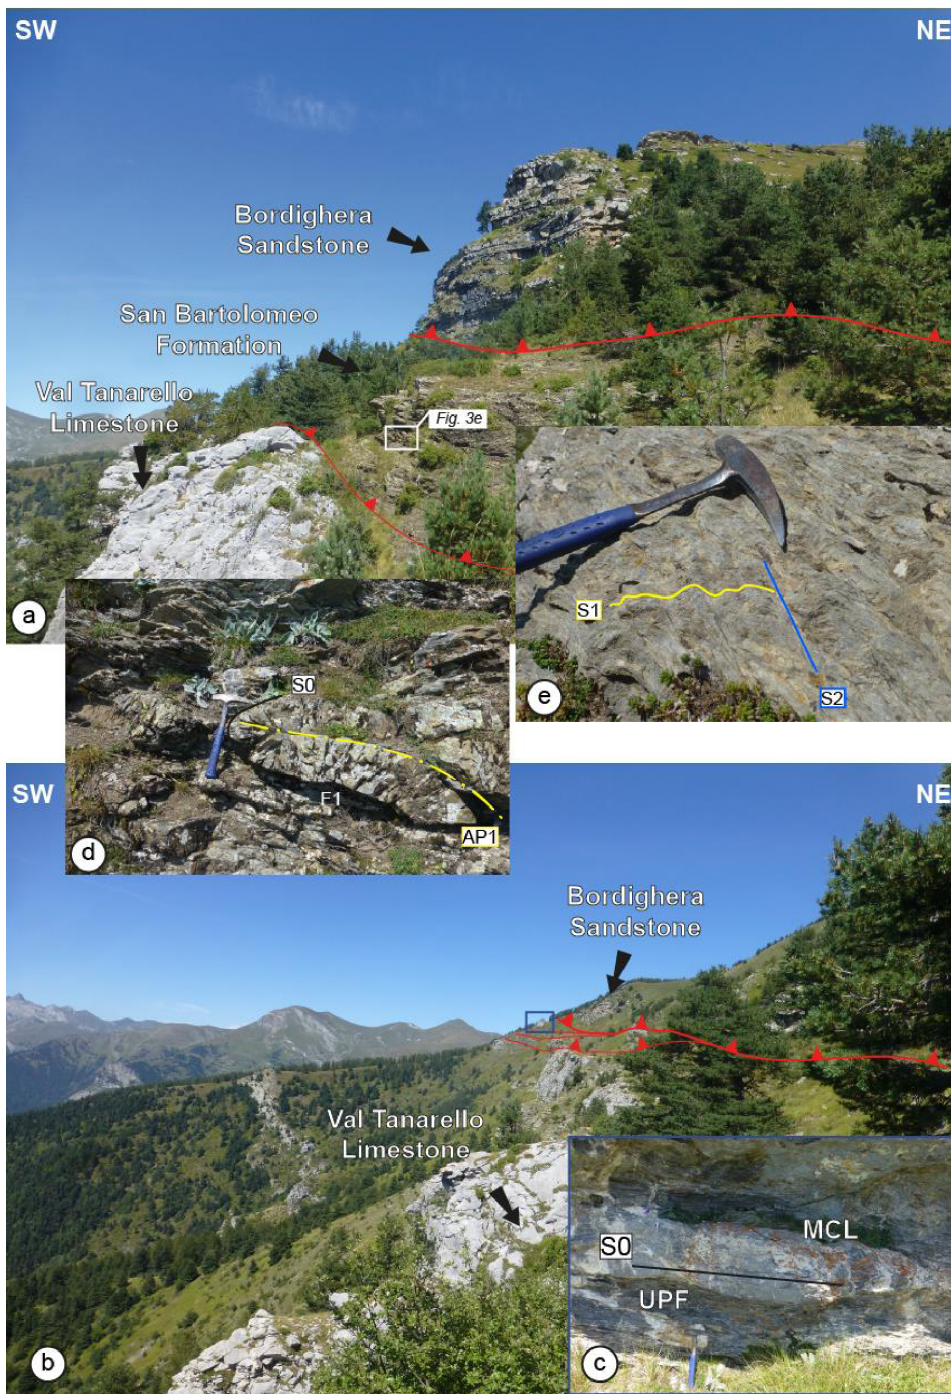 SW
NE
Bordighera
Sandstone
San Bartolomeo
Formation
Val Tanarello
Limestone
Fig. 3e
a
S1
S2
e
S0
F1
AP1
d
SW
NE
Bordighera
Sandstone
Val Tanarello
Limestone
MCL
S0
UPF
b
c